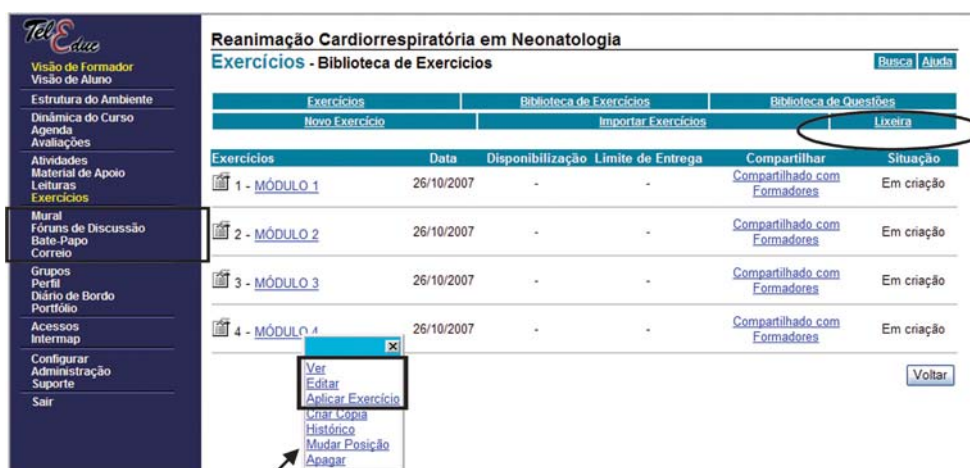 TelEduc
Visão de Formador
Visão de Aluno
Estrutura do Ambiente
Dinâmica do Curso
Agenda
Avaliações
Atividades
Material de Apoio
Leituras
Exercícios
Mural
Fóruns de Discussão
Bate-Papo
Correio
Grupos
Perfil
Diário de Bordo
Portfólio
Acessos
Intermap
Configurar
Administração
Suporte
Sair
Reanimação Cardiorrespiratória em Neonatologia
Exercícios - Biblioteca de Exercicios
Busca Ajuda
Exercícios Biblioteca de Exercícios Biblioteca de Questões
Novo Exercício Importar Exercícios Lixeira
Exercícios Data Disponibilização Limite de Entrega Compartilhar Situação
1 - MÓDULO 1 26/10/2007 - - Compartilhado com Em criação
Formadores
2 - MÓDULO 2 26/10/2007 - - Compartilhado com Em criação
Formadores
3 - MÓDULO 3 26/10/2007 - - Compartilhado com Em criação
Formadores
4 - MÓDULO 4 26/10/2007 - - Compartilhado com Em criação
Formadores
X
Ver
Editar
Aplicar Exercício
Criar Cópia
Histórico
Mudar Posição
Apagar
Voltar